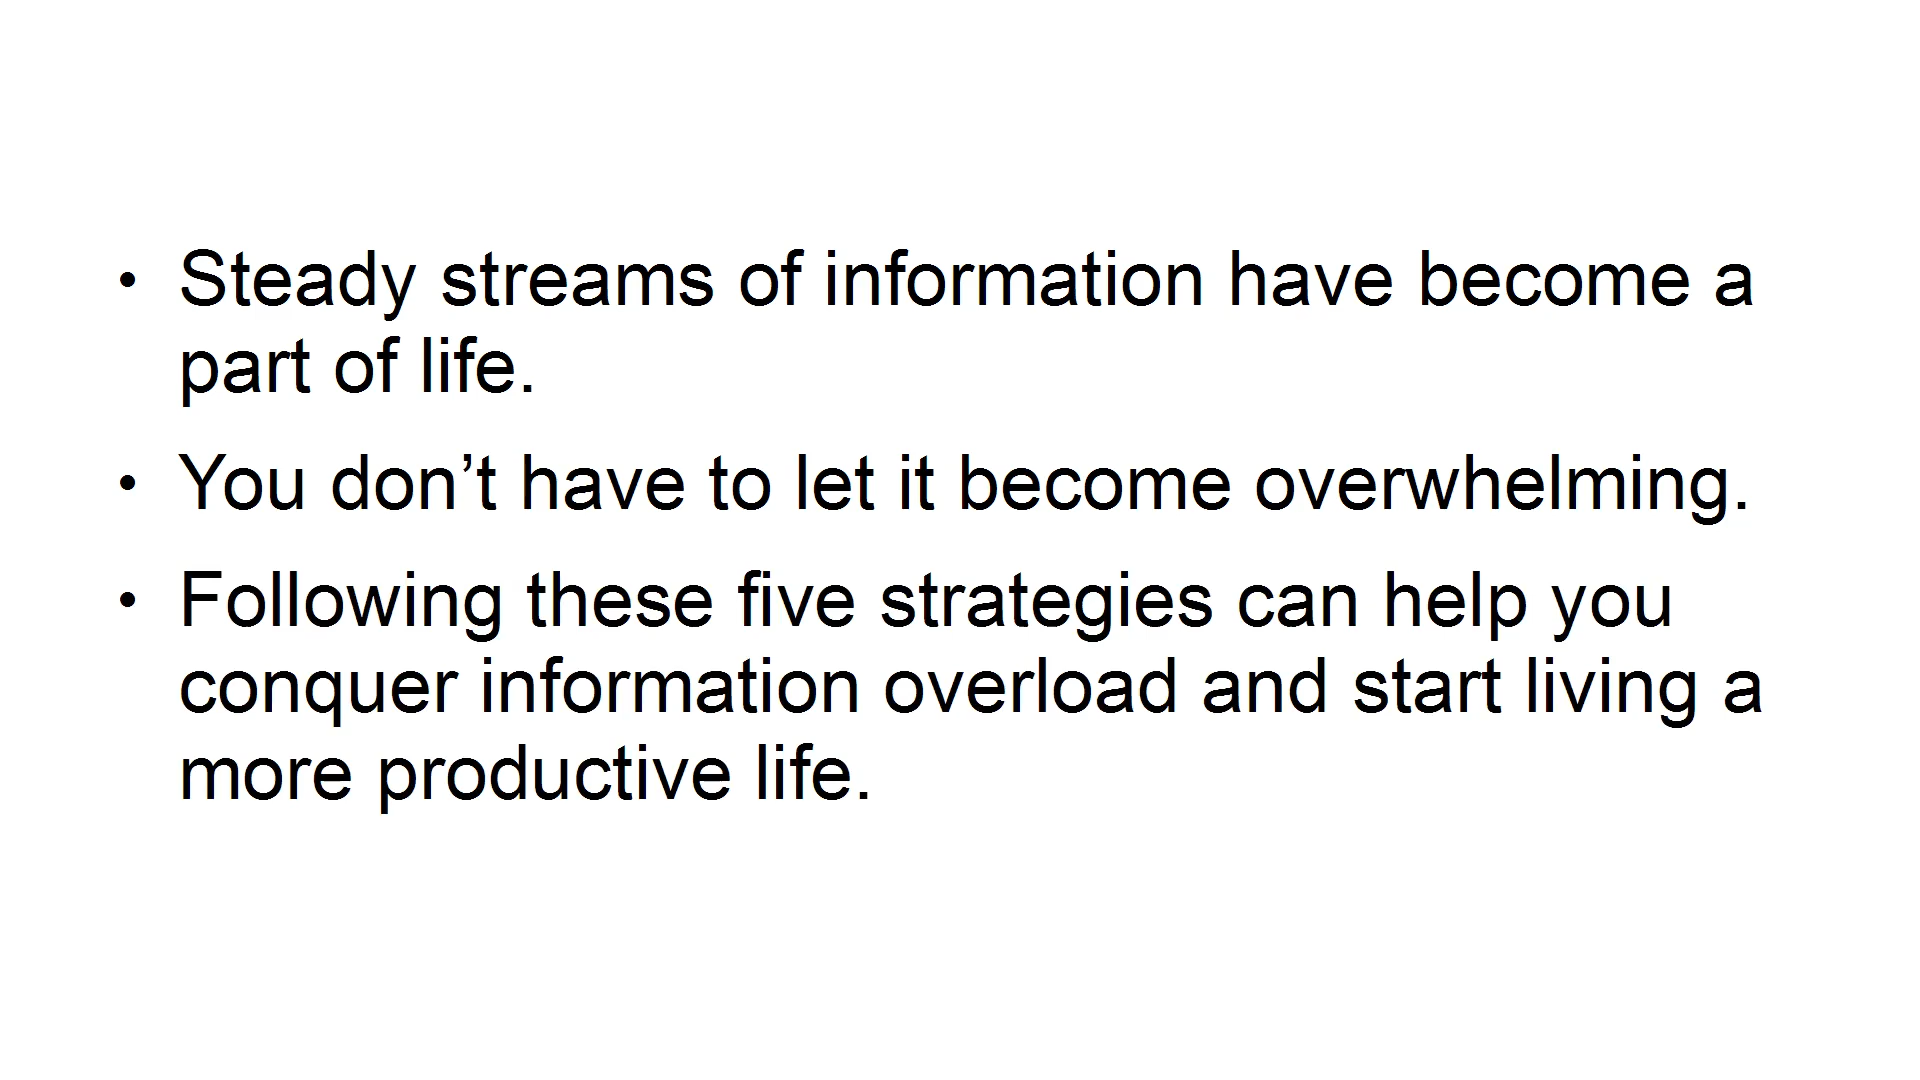 • Steady streams of information have become a
part of life.
• You don’t have to let it become overwhelming.
• Following these five strategies can help you
conquer information overload and start living a
more productive life.